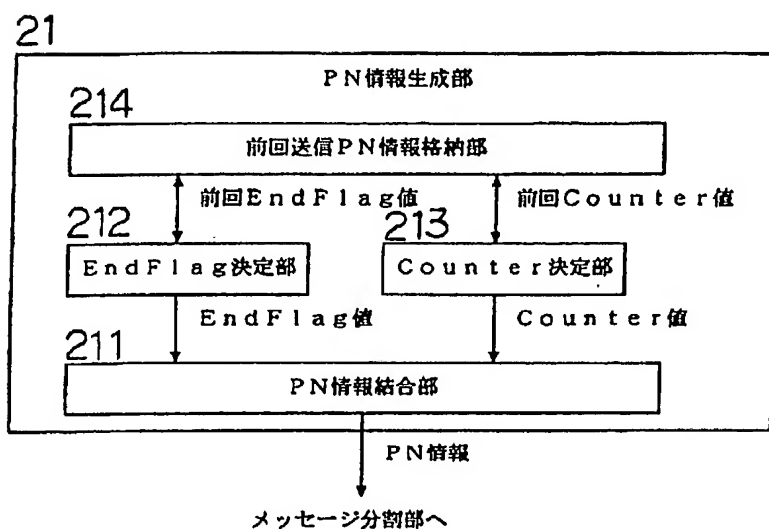 21
PN情報生成部
214
前回送信PN情報格納部
前回EndFlag値
前回Counter値
212
213
EndFlag決定部
Counter決定部
EndFlag値
Counter値
211
PN情報結合部
PN情報
メッセージ分割部へ